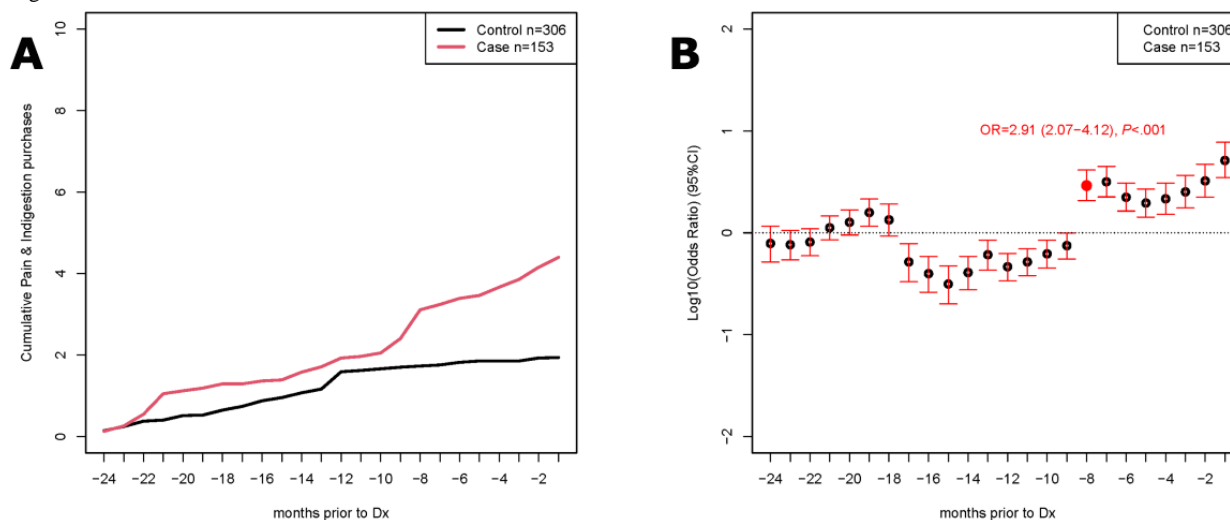 A
Control n=306
Case n=153
Cumulative Pain & Indigestion purchases
10
8
6
4
2
0
−24 −22 −20 −18 −16 −14 −12 −10 −8 −6 −4 −2
months prior to Dx
B
Control n=306
Case n=153
OR=2.91 (2.07−4.12), P<.001
Log10(Odds Ratio) (95%CI)
2
1
0
−1
−2
−24 −22 −20 −18 −16 −14 −12 −10 −8 −6 −4 −2
months prior to Dx